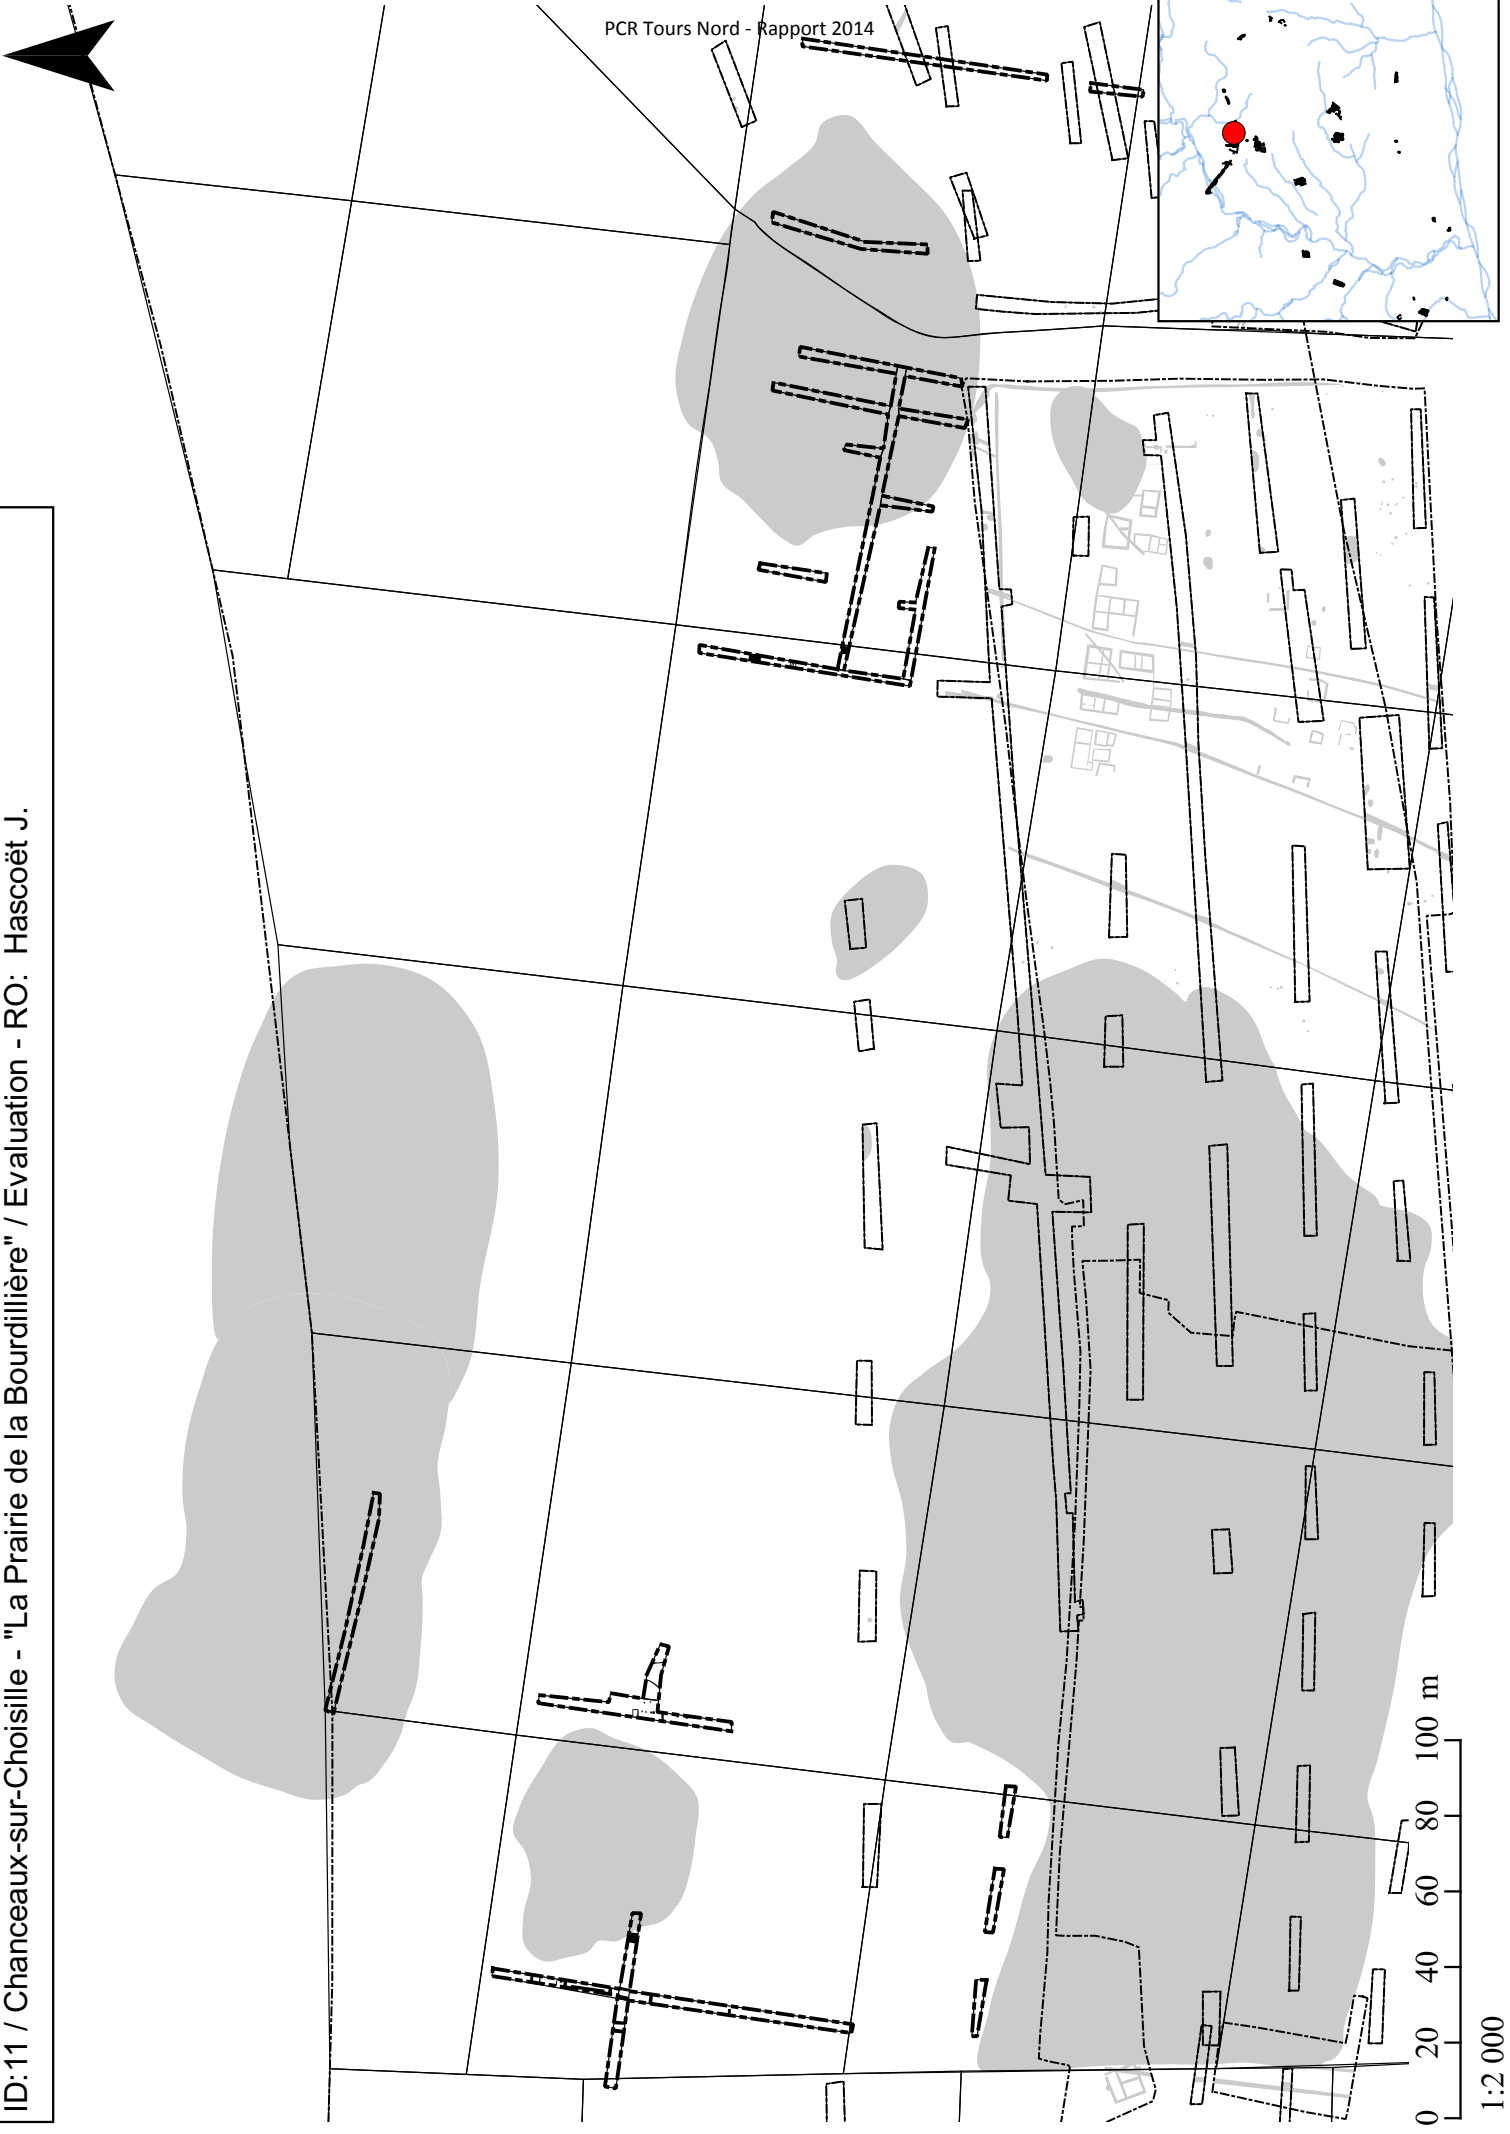 PCR Tours Nord - Rapport 2014
ID:11 / Chanceaux-sur-Choisille - "La Prairie de la Bourdillière" / Evaluation - RO: Hascoët J.
0 20 40 60 80 100 m
1:2 000